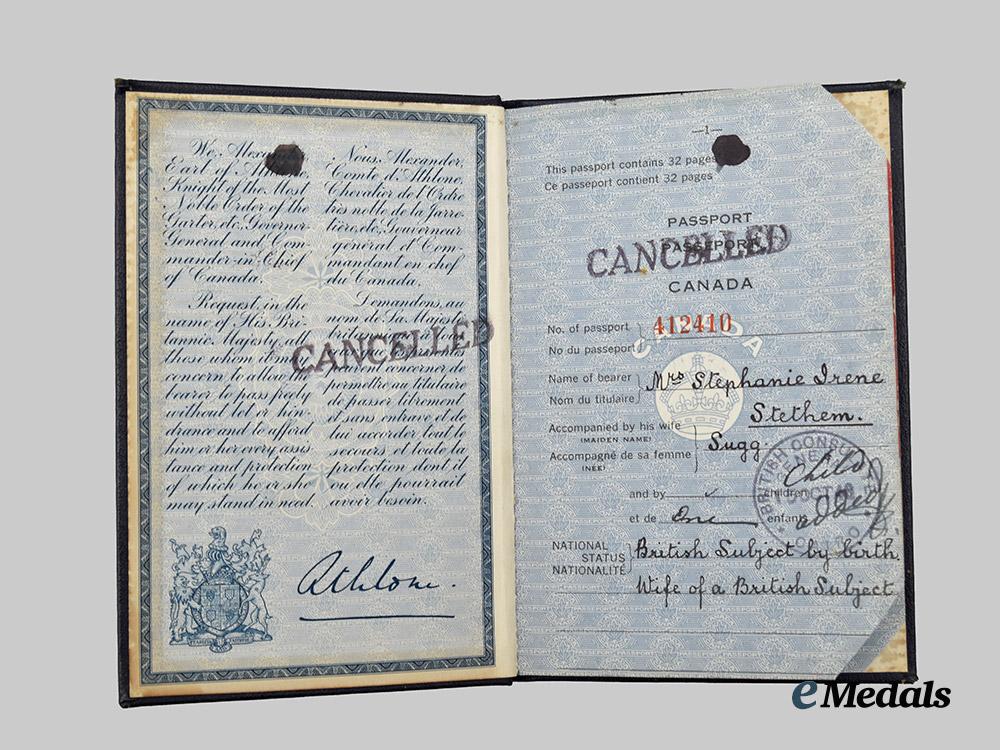 We, Alexander,
Earl of
Knight of the Most
Noble Order of the
Garter, etc, Governor
General and Com-
mander-in-Chief
of Canada,
Request, in the
name of His Bri-
tannic Majesty, all
those whom it may
concern, to allow the
bearer to pass freely
without let or hin-
drance and to afford
him or her every assis
tance and protection
of which he or she
may stand in need.
Nous, Alexander,
Comte d'Athlone,
Chevalier de l'Ordre
très noble de la Jarre-
tière, etc, Gouverneur
général et Com-
mandant en chef
du Canada,
Demandons, au
nom de Sa Majesté
permettre au titulaire
de passer librement
et sans entrave et de
lui accorder tout le
secours et toute la
protection dont il
ou elle pourrait
avoir besoin.
CANCELLED
Athlone.
—1—
This passport contains 32 pages
Ce passeport contient 32 pages
PASSPORT
PASSEPORT
CANCELLED
CANADA
No. of passport 412410
No du passeport
CANADA
Name of bearer Mrs Stephanie Irene
Nom du titulaire Stethem.
Accompanied by his wife
(MAIDEN NAME) Sugg
Accompagné de sa femme
(NÉE)
and by children
et de One enfants
BRITISH CONSUL
Child
NATIONAL
STATUS British Subject by birth.
NATIONALITÉ Wife of a British Subject
eMedals